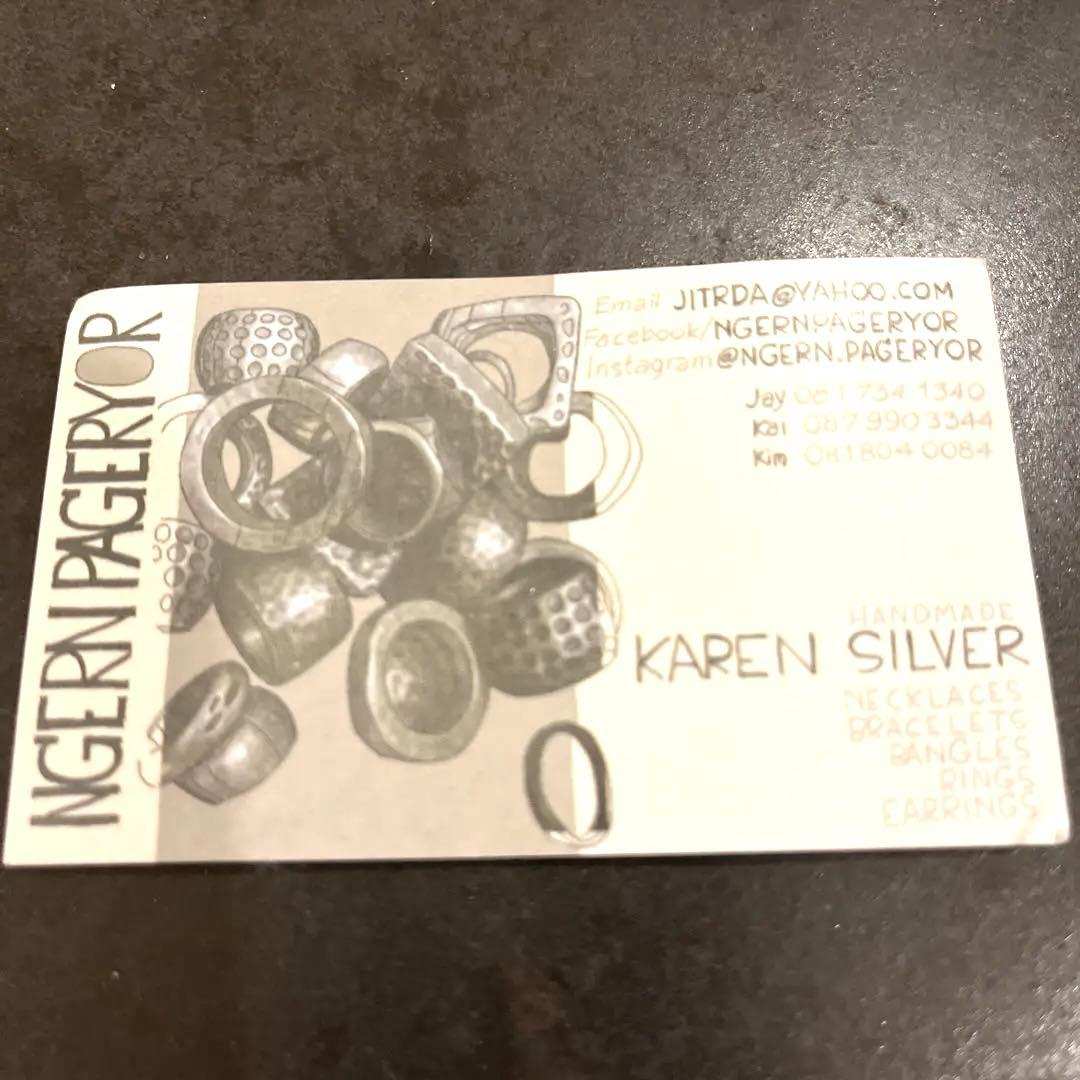 NGERN PAGERYOR
Email JITRDA@YAHOO.COM
Facebook/NGERNPAGERYOR
Instagram@NGERN.PAGERYOR
Jay 081 734 1340
Kai 087 990 3344
Kim 081 804 0084
HANDMADE
KAREN SILVER
NECKLACES
BRACELETS
BANGLES
RINGS
EARRINGS